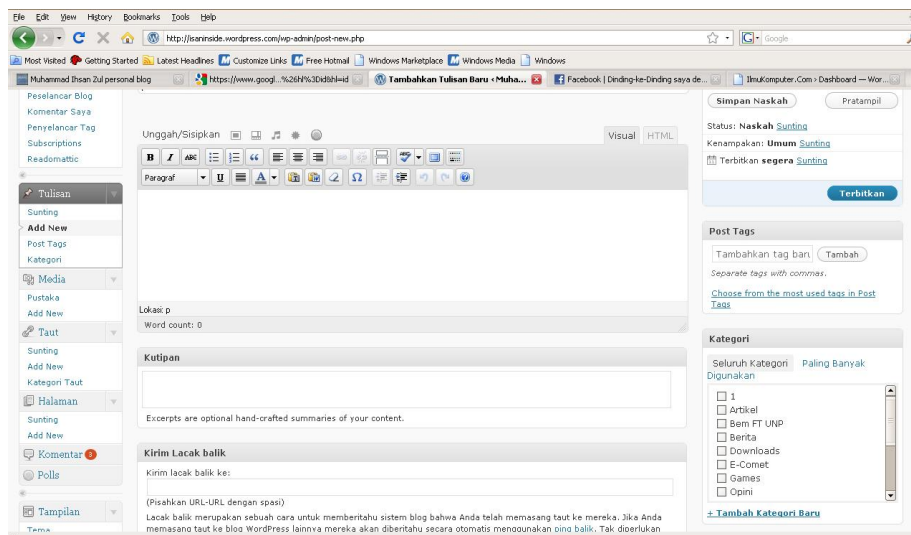 File Edit View History Bookmarks Tools Help
http://isaninside.wordpress.com/wp-admin/post-new.php
Google
Most Visited Getting Started Latest Headlines Customize Links Free Hotmail Windows Marketplace Windows Media Windows
Muhammad Ihsan Zul personal blog
https://www.googl...%26hl%3Did&hl=id
Tambahkan Tulisan Baru ‹ Muha...
Facebook | Dinding-ke-Dinding saya de...
IlmuKomputer.Com › Dashboard — Wor...
Peselancar Blog
Komentar Saya
Penyelancar Tag
Subscriptions
Readomattic
Tulisan
Sunting
Add New
Post Tags
Kategori
Media
Pustaka
Add New
Taut
Sunting
Add New
Kategori Taut
Halaman
Sunting
Add New
Komentar
Polls
Tampilan
Tema
Unggah/Sisipkan
Visual HTML
B I ABC
Paragraf U A Ω
Lokasi: p
Word count: 0
Kutipan
Excerpts are optional hand-crafted summaries of your content.
Kirim Lacak balik
Kirim lacak balik ke:
(Pisahkan URL-URL dengan spasi)
Lacak balik merupakan sebuah cara untuk memberitahu sistem blog bahwa Anda telah memasang taut ke mereka. Jika Anda
memasang taut ke blog WordPress lainnya mereka akan diberitahu secara otomatis menggunakan ping balik. Tak diperlukan
Simpan Naskah Pratampil
Status: Naskah Sunting
Kenampakan: Umum Sunting
Terbitkan segera Sunting
Terbitkan
Post Tags
Tambahkan tag baru Tambah
Separate tags with commas.
Choose from the most used tags in Post
Tags
Kategori
Seluruh Kategori Paling Banyak
Digunakan
1
Artikel
Bem FT UNP
Berita
Downloads
E-Comet
Games
Opini
+ Tambah Kategori Baru